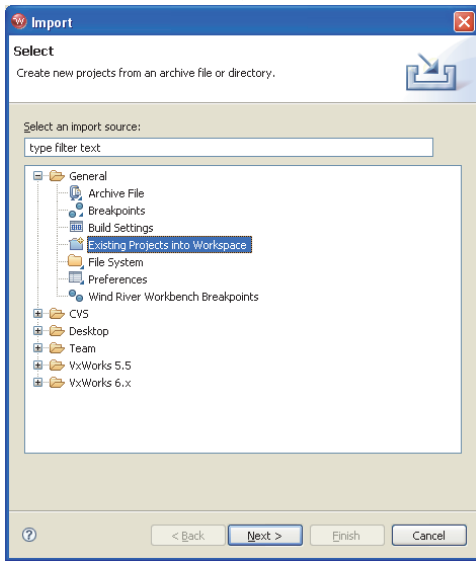 Import
Select
Create new projects from an archive file or directory.
Select an import source:
type filter text
General
Archive File
Breakpoints
Build Settings
Existing Projects into Workspace
File System
Preferences
Wind River Workbench Breakpoints
CVS
Desktop
Team
VxWorks 5.5
VxWorks 6.x
? < Back Next > Finish Cancel